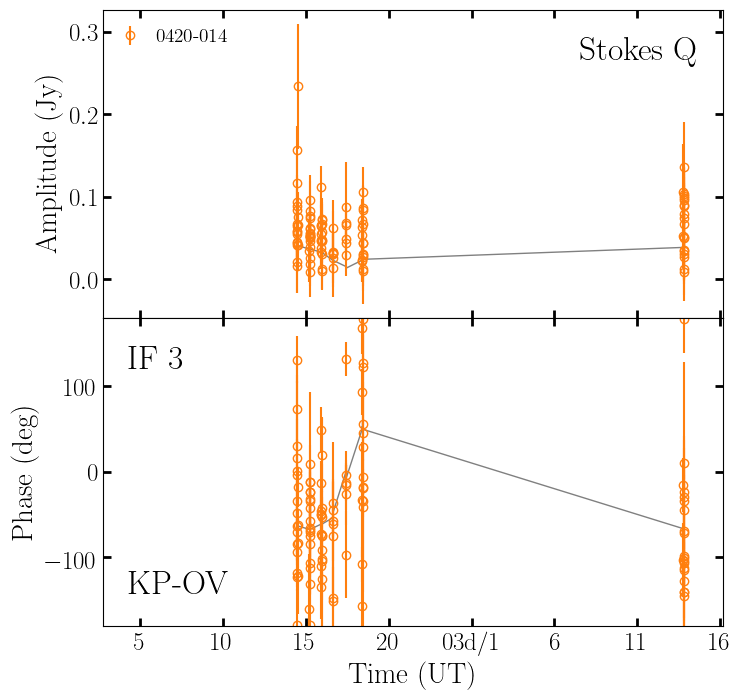 0420-014
Stokes Q
0.3
0.2
0.1
0.0
Amplitude (Jy)
IF 3
KP-OV
100
0
−100
Phase (deg)
5 10 15 20 03d/1 6 11 16
Time (UT)